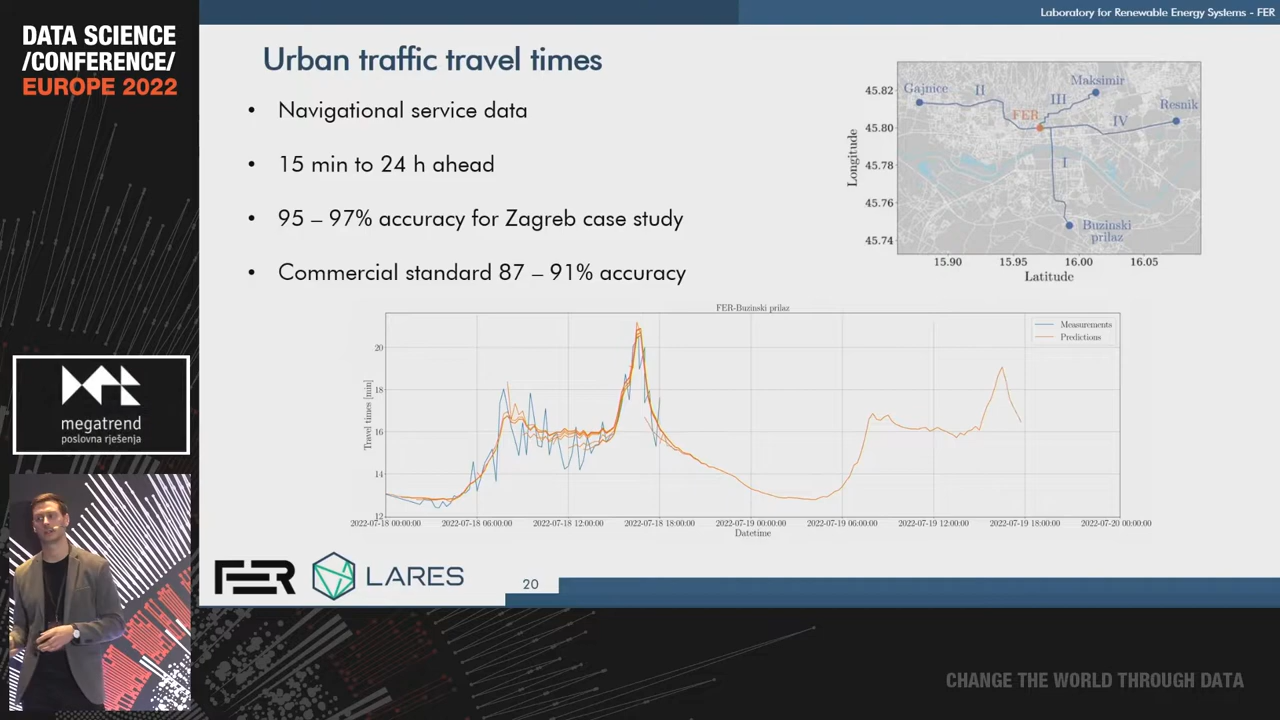 Laboratory for Renewable Energy Systems - FER
DATA SCIENCE
/CONFERENCE/
EUROPE 2022
Urban traffic travel times
• Navigational service data
• 15 min to 24 h ahead
• 95 – 97% accuracy for Zagreb case study
• Commercial standard 87 – 91% accuracy
45.82
45.80
45.78
45.76
45.74
Longitude
Gajnice
II
III
Maksimir
FER
IV
Resnik
I
Buzinski
prilaz
15.90 15.95 16.00 16.05
Latitude
FER-Buzinski prilaz
Measurements
Predictions
20
18
16
14
12
Travel times [min]
2022-07-18 00:00:00 2022-07-18 06:00:00 2022-07-18 12:00:00 2022-07-18 18:00:00 2022-07-19 00:00:00 2022-07-19 06:00:00 2022-07-19 12:00:00 2022-07-19 18:00:00 2022-07-20 00:00:00
Datetime
megatrend
poslovna rješenja
FER
LARES
20
CHANGE THE WORLD THROUGH DATA